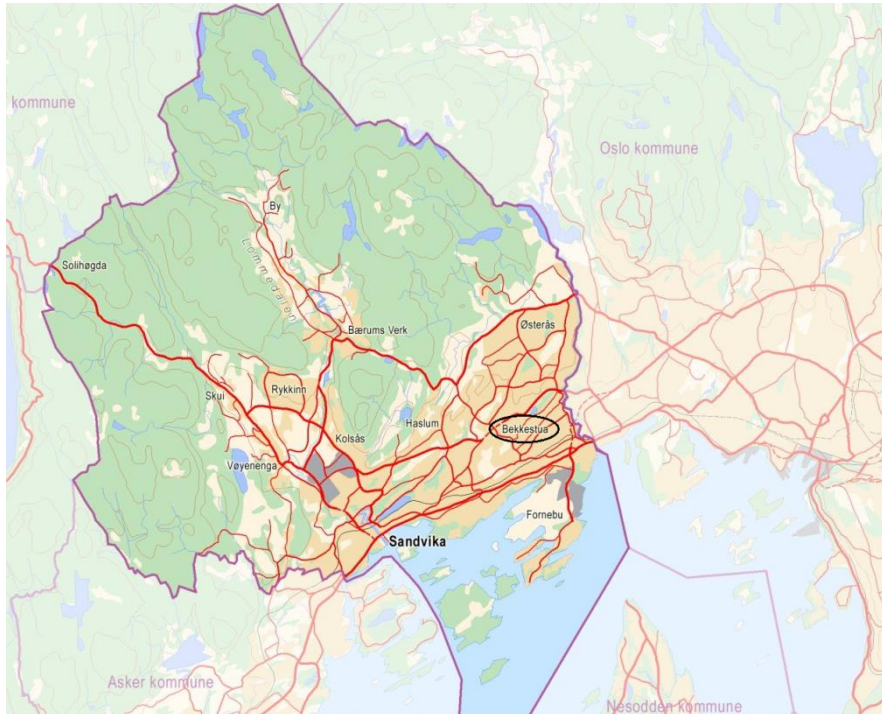 kommune
Oslo kommune
By
Lommedalen
Solihøgda
Bærums Verk
Østerås
Rykkinn
Skui
Haslum
Bekkestua
Kolsås
Vøyenenga
Fornebu
Sandvika
Asker kommune
Nesodden kommune